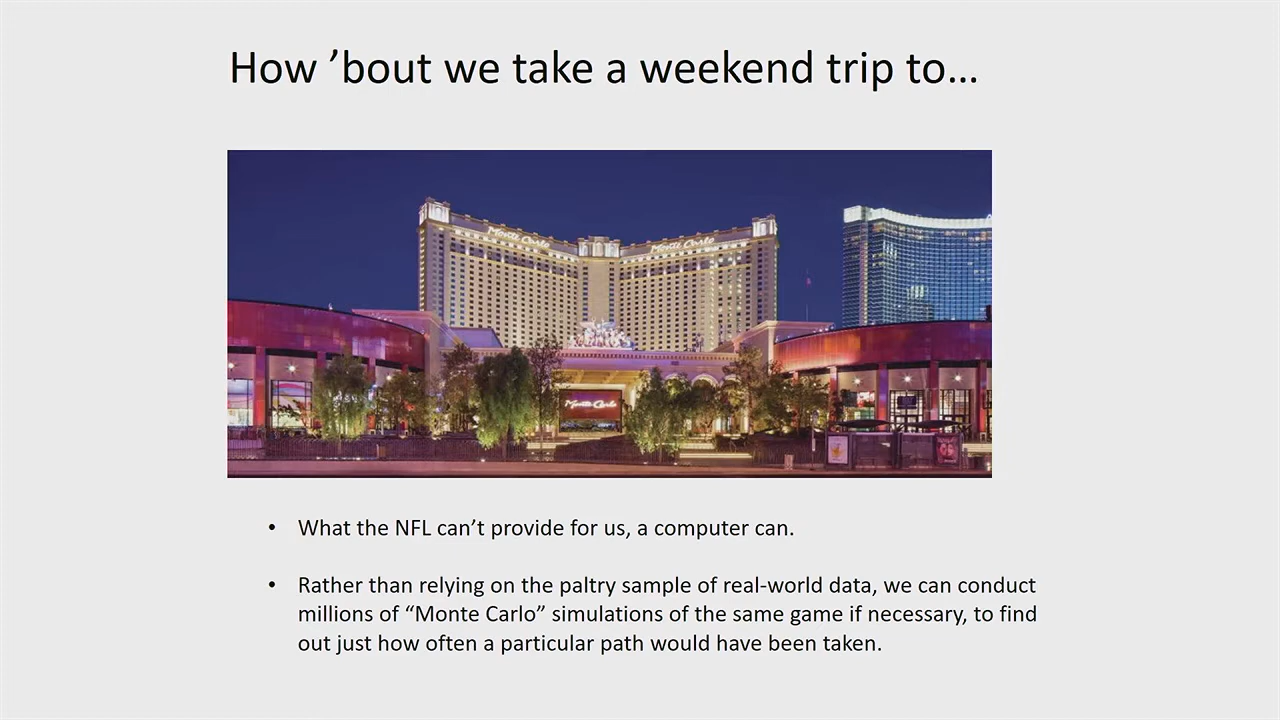 How ’bout we take a weekend trip to…
Monte Carlo
Monte Carlo
Monte Carlo
• What the NFL can’t provide for us, a computer can.
• Rather than relying on the paltry sample of real-world data, we can conduct
millions of “Monte Carlo” simulations of the same game if necessary, to find
out just how often a particular path would have been taken.